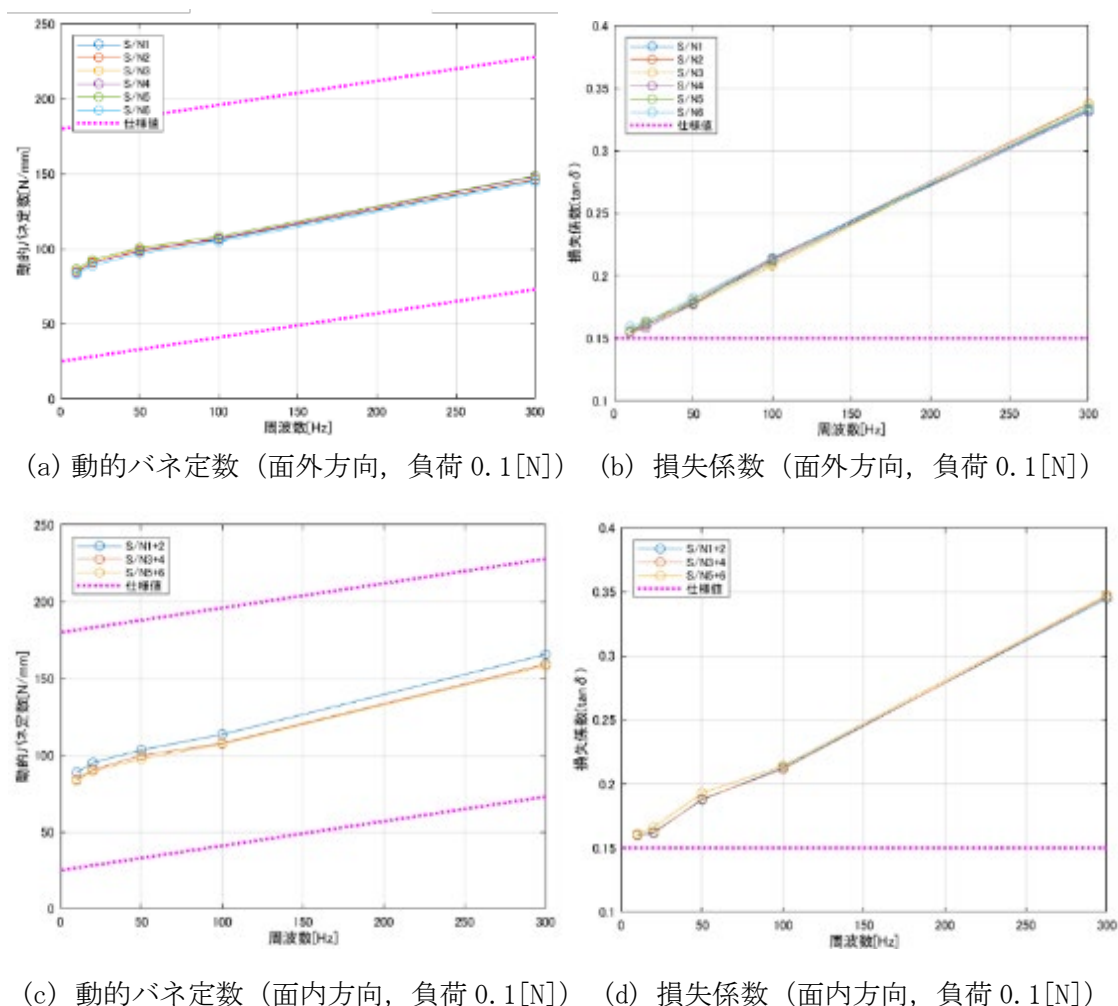 250
200
150
100
50
0
0 50 100 150 200 250 300
動的バネ定数[N/mm]
周波数[Hz]
S/N1
S/N2
S/N3
S/N4
S/N5
S/N6
仕様値
0.4
0.35
0.3
0.25
0.2
0.15
0.1
0 50 100 150 200 250 300
損失係数(tanδ)
周波数[Hz]
S/N1
S/N2
S/N3
S/N4
S/N5
S/N6
仕様値
(a) 動的バネ定数 (面外方向, 負荷 0.1[N]) (b) 損失係数 (面外方向, 負荷 0.1[N])
250
200
150
100
50
0
0 50 100 150 200 250 300
動的バネ定数[N/mm]
周波数[Hz]
S/N1+2
S/N3+4
S/N5+6
仕様値
0.4
0.35
0.3
0.25
0.2
0.15
0.1
0 50 100 150 200 250 300
損失係数(tanδ)
周波数[Hz]
S/N1+2
S/N3+4
S/N5+6
仕様値
(c) 動的バネ定数 (面内方向, 負荷 0.1[N]) (d) 損失係数 (面内方向, 負荷 0.1[N])